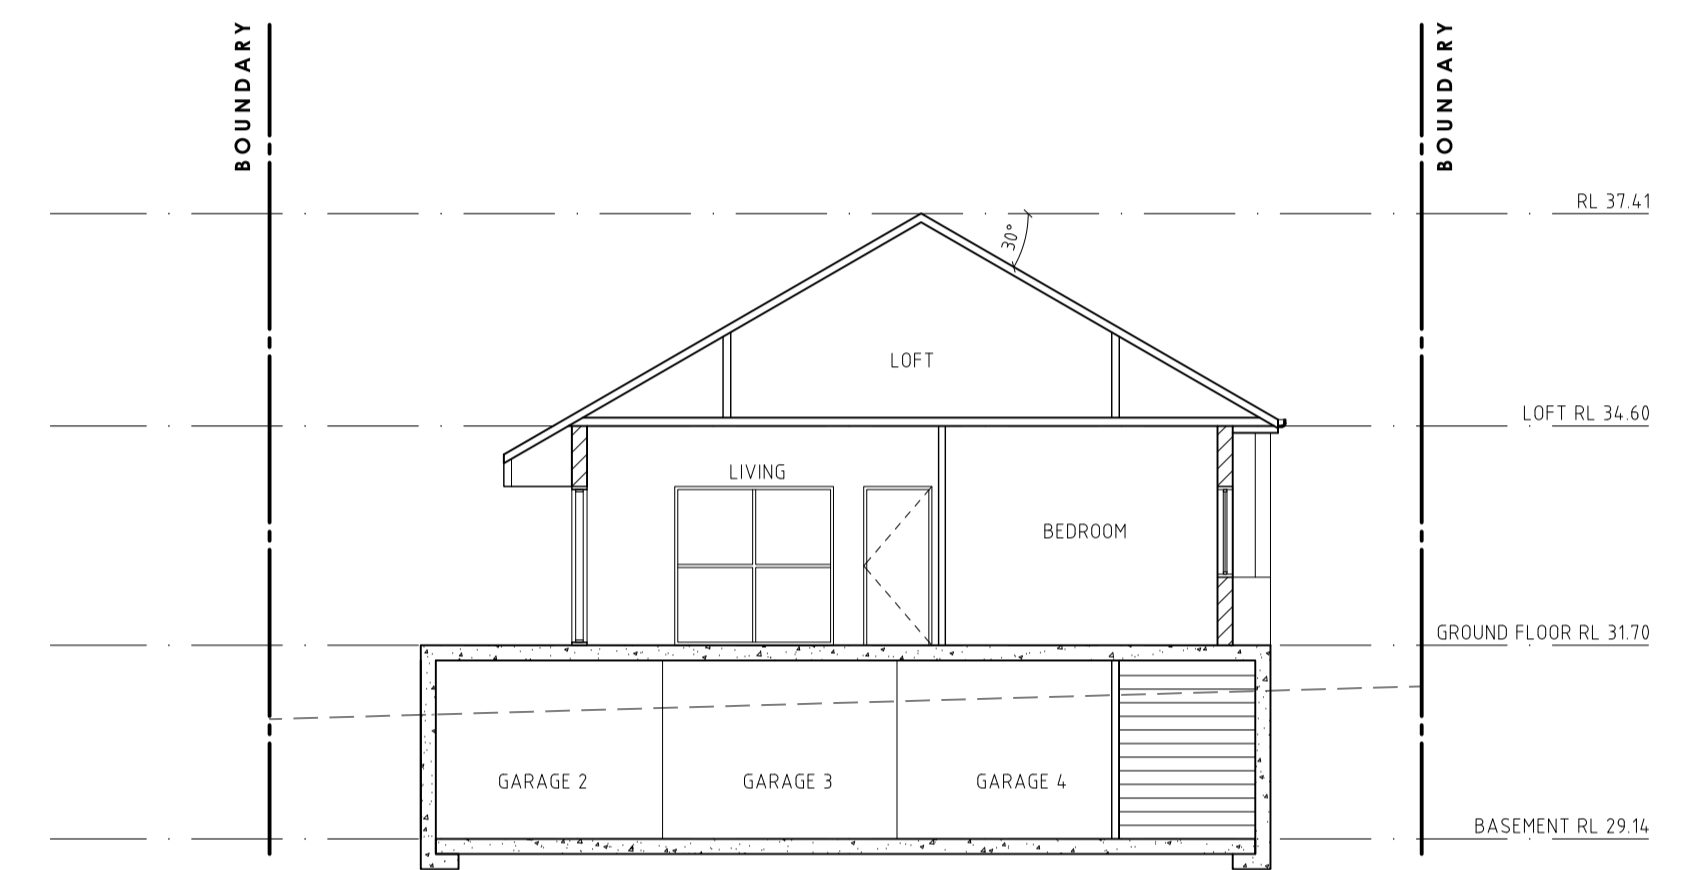 BOUNDARY
BOUNDARY
RL 37.41
30°
LOFT
LOFT RL 34.60
LIVING
BEDROOM
GROUND FLOOR RL 31.70
GARAGE 2
GARAGE 3
GARAGE 4
BASEMENT RL 29.14